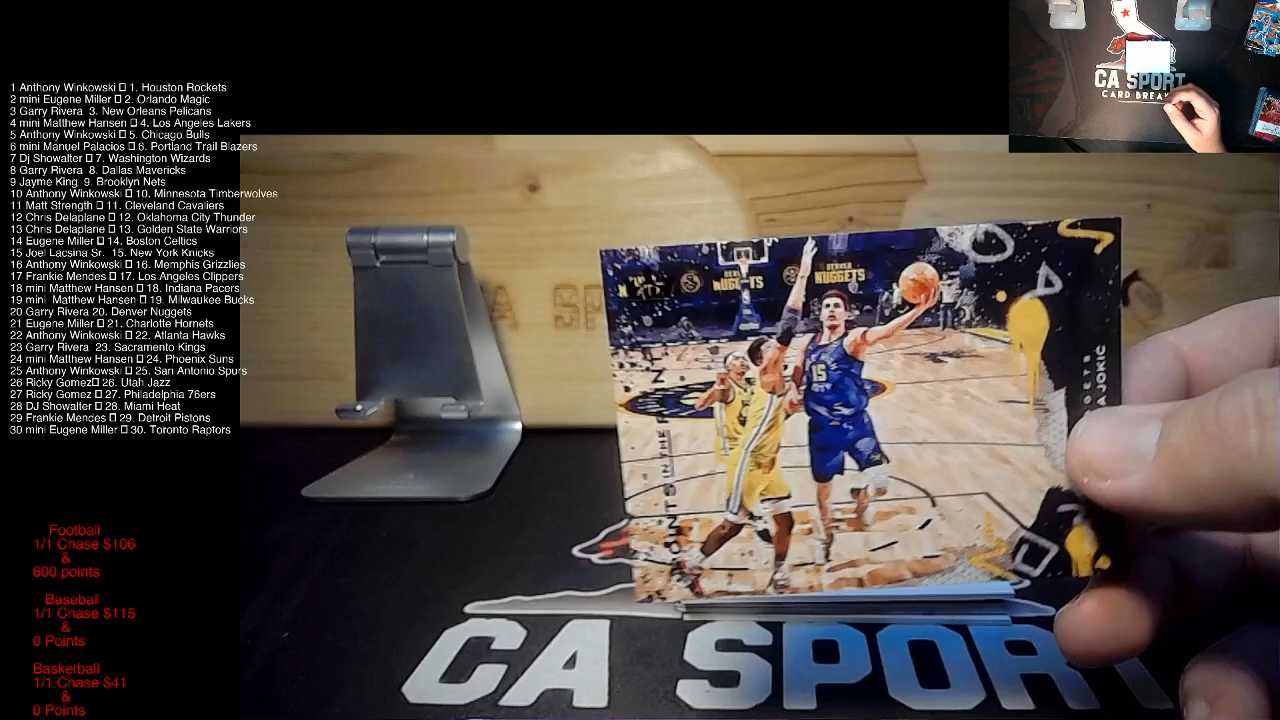 1 Anthony Winkowski 1. Houston Rockets
2 mini Eugene Miller 2. Orlando Magic
3 Garry Rivera 3. New Orleans Pelicans
4 mini Matthew Hansen 4. Los Angeles Lakers
5 Anthony Winkowski 5. Chicago Bulls
6 mini Manuel Palacios 6. Portland Trail Blazers
7 Dj Showalter 7. Washington Wizards
8 Garry Rivera 8. Dallas Mavericks
9 Jayme King 9. Brooklyn Nets
10 Anthony Winkowski 10. Minnesota Timberwolves
11 Matt Strength 11. Cleveland Cavaliers
12 Chris Delaplane 12. Oklahoma City Thunder
13 Chris Delaplane 13. Golden State Warriors
14 Eugene Miller 14. Boston Celtics
15 Joel Lacsina Sr. 15. New York Knicks
16 Anthony Winkowski 16. Memphis Grizzlies
17 Frankie Mendes 17. Los Angeles Clippers
18 mini Matthew Hansen 18. Indiana Pacers
19 mini Matthew Hansen 19. Milwaukee Bucks
20 Garry Rivera 20. Denver Nuggets
21 Eugene Miller 21. Charlotte Hornets
22 Anthony Winkowski 22. Atlanta Hawks
23 Garry Rivera 23. Sacramento Kings
24 mini Matthew Hansen 24. Phoenix Suns
25 Anthony Winkowski 25. San Antonio Spurs
26 Ricky Gomez 26. Utah Jazz
27 Ricky Gomez 27. Philadelphia 76ers
28 DJ Showalter 28. Miami Heat
29 Frankie Mendes 29. Detroit Pistons
30 mini Eugene Miller 30. Toronto Raptors
Football
1/1 Chase $106
&
600 points
Baseball
1/1 Chase $115
&
0 Points
Basketball
1/1 Chase $41
&
0 Points
CA SPORT
CARD BREAK
NUGGETS
NUGGETS
15
IN THE
JOKIC
A SP
CA SPORT